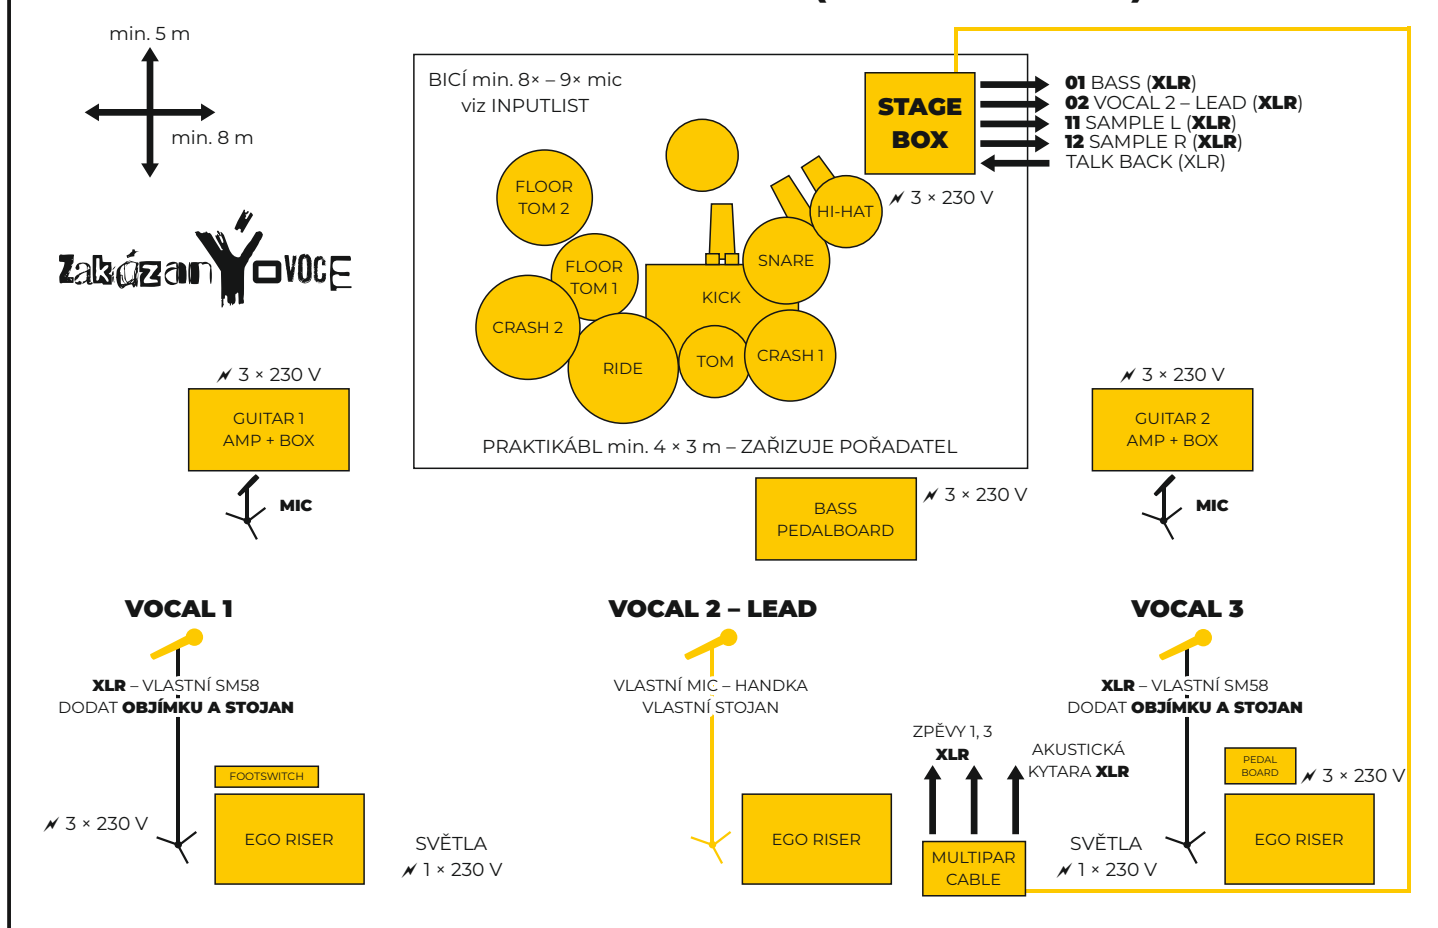 min. 5 m
min. 8 m
ZakázanÝovocE
BICÍ min. 8× – 9× mic
viz INPUTLIST
STAGE
BOX
01 BASS (XLR)
02 VOCAL 2 – LEAD (XLR)
11 SAMPLE L (XLR)
12 SAMPLE R (XLR)
TALK BACK (XLR)
3 × 230 V
FLOOR
TOM 2
HI-HAT
FLOOR
TOM 1
SNARE
KICK
CRASH 2
RIDE
TOM
CRASH 1
PRAKTIKÁBL min. 4 × 3 m – ZAŘIZUJE POŘADATEL
3 × 230 V
GUITAR 1
AMP + BOX
MIC
3 × 230 V
GUITAR 2
AMP + BOX
MIC
BASS
PEDALBOARD
3 × 230 V
VOCAL 1
XLR – VLASTNÍ SM58
DODAT OBJÍMKU A STOJAN
FOOTSWITCH
3 × 230 V
EGO RISER
SVĚTLA
1 × 230 V
VOCAL 2 – LEAD
VLASTNÍ MIC – HANDKA
VLASTNÍ STOJAN
EGO RISER
ZPĚVY 1, 3
XLR
AKUSTICKÁ
KYTARA XLR
MULTIPAR
CABLE
VOCAL 3
XLR – VLASTNÍ SM58
DODAT OBJÍMKU A STOJAN
PEDAL
BOARD
3 × 230 V
SVĚTLA
1 × 230 V
EGO RISER